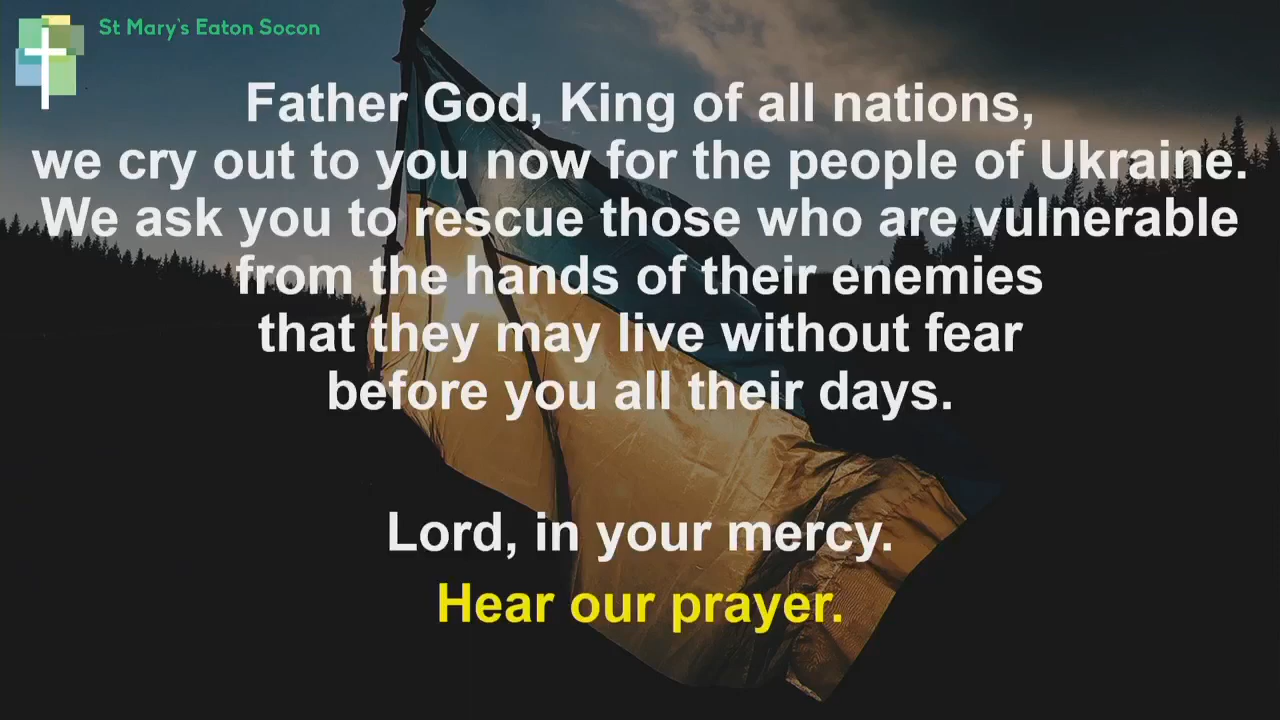 St Mary's Eaton Socon
Father God, King of all nations,
we cry out to you now for the people of Ukraine.
We ask you to rescue those who are vulnerable
from the hands of their enemies
that they may live without fear
before you all their days.
Lord, in your mercy.
Hear our prayer.